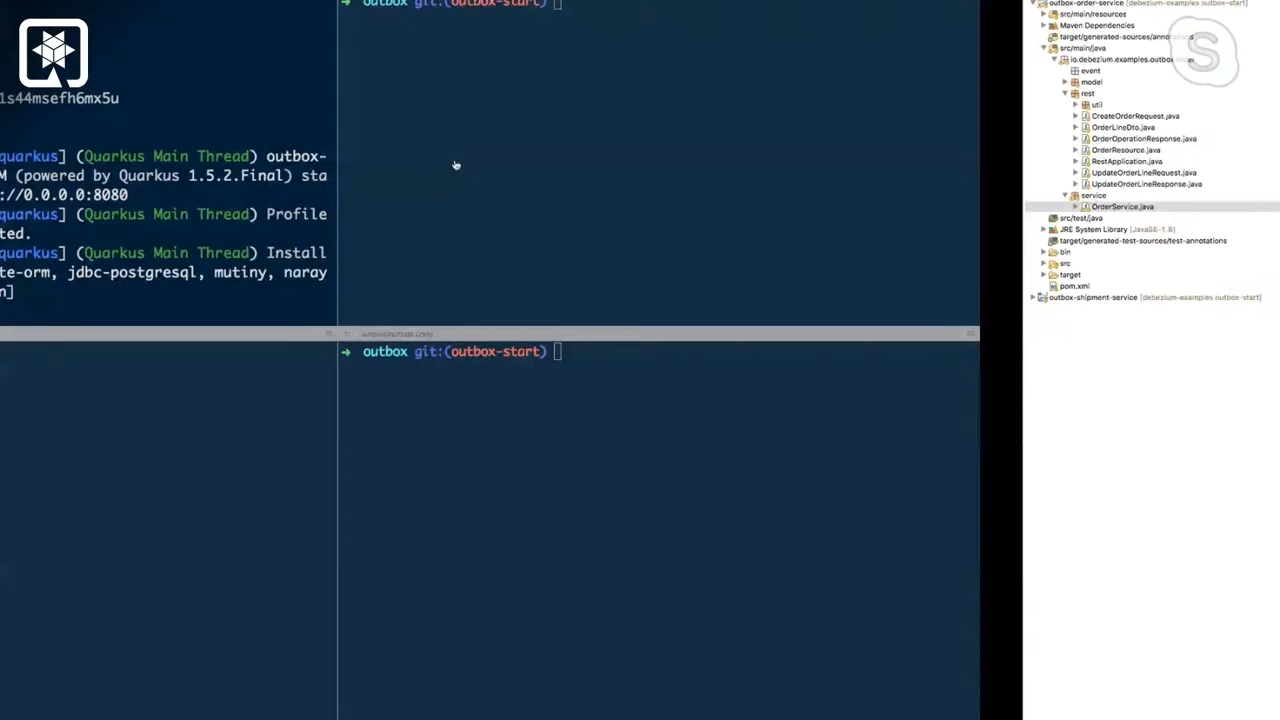 ➜ outbox git:(outbox-start)
1s44msefh6mx5u
quarkus] (Quarkus Main Thread) outbox-
M (powered by Quarkus 1.5.2.Final) sta
://0.0.0.0:8080
quarkus] (Quarkus Main Thread) Profile
ted.
quarkus] (Quarkus Main Thread) Install
te-orm, jdbc-postgresql, mutiny, naray
n]
➜ outbox git:(outbox-start)
outbox-order-service [debezium-examples outbox-start]
src/main/resources
Maven Dependencies
target/generated-sources/annotations
src/main/java
io.debezium.examples.outbox
event
model
rest
util
CreateOrderRequest.java
OrderLineDto.java
OrderOperationResponse.java
OrderResource.java
RestApplication.java
UpdateOrderLineRequest.java
UpdateOrderLineResponse.java
service
OrderService.java
src/test/java
JRE System Library [JavaSE-1.8]
target/generated-test-sources/test-annotations
bin
src
target
pom.xml
outbox-shipment-service [debezium-examples outbox-start]